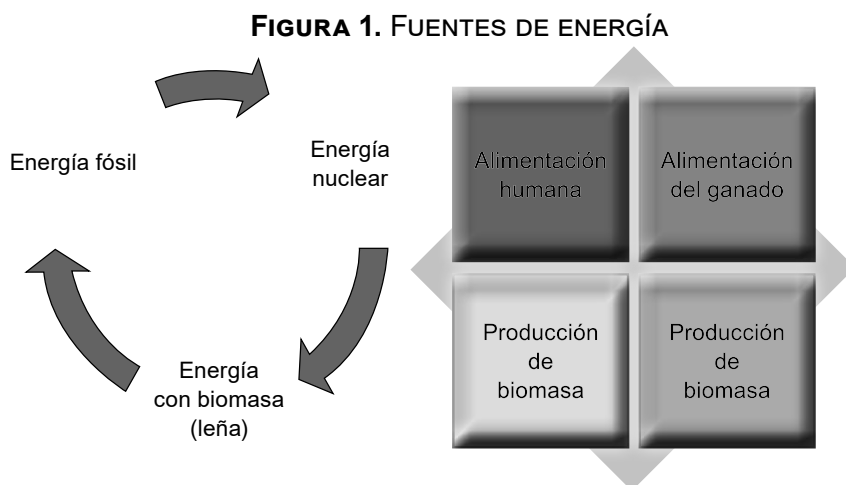 FIGURA 1. FUENTES DE ENERGÍA
Energía fósil
Energía
nuclear
Energía
con biomasa
(leña)
Alimentación
humana
Alimentación
del ganado
Producción
de
biomasa
Producción
de
biomasa